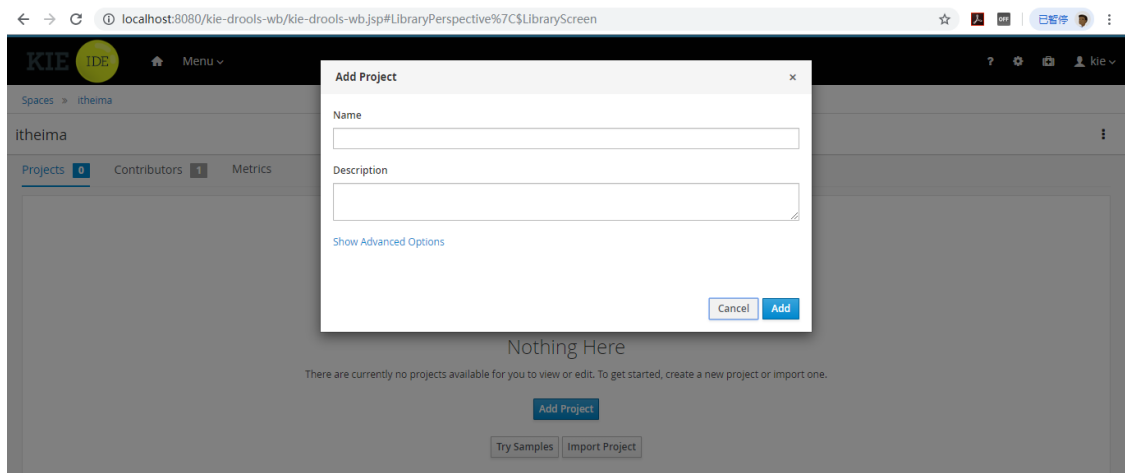 localhost:8080/kie-drools-wb/kie-drools-wb.jsp#LibraryPerspective%7C$LibraryScreen
OFF
已暂停
KIE IDE
Menu
? kie
Add Project ×
Spaces » itheima
Name
itheima
Projects 0 Contributors 1 Metrics
Description
Show Advanced Options
Cancel Add
Nothing Here
There are currently no projects available for you to view or edit. To get started, create a new project or import one.
Add Project
Try Samples Import Project